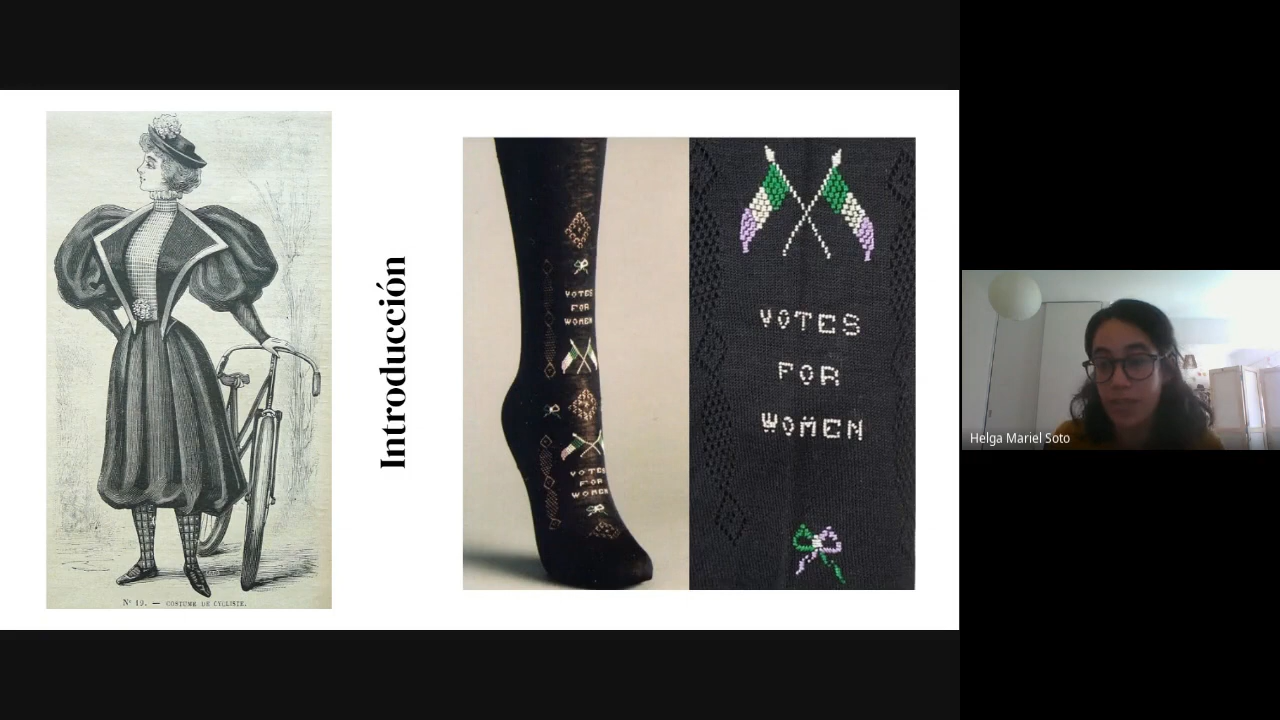 Nº 19. — COSTUME DE CYCLISTE.
Introducción
VOTES
FOR
WOMEN
VOTES
FOR
WOMEN
VOTES
FOR
WOMEN
Helga Mariel Soto